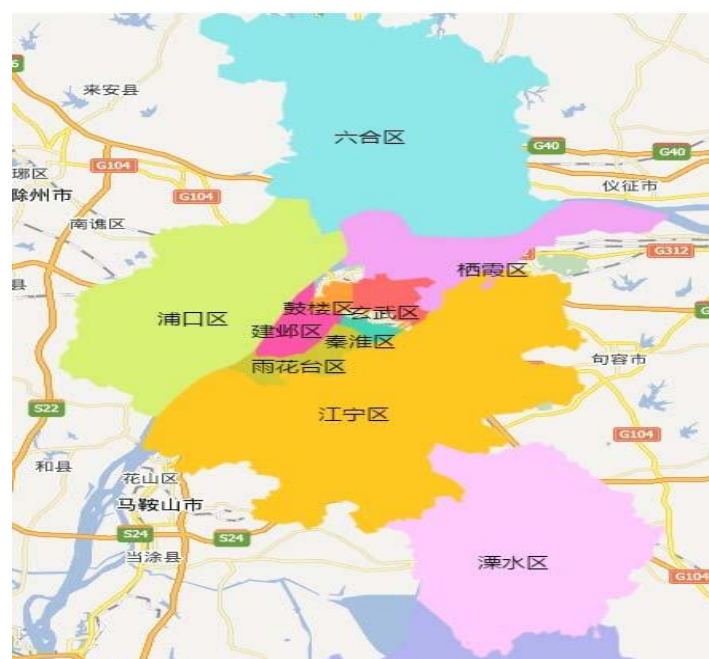 来安县
六合区
G40
G40
G104
琊区
滁州市
G104
仪征市
南谯区
G312
栖霞区
县
鼓楼区
玄武区
浦口区
建邺区
秦淮区
雨花台区
句容市
S22
江宁区
G104
和县
花山区
马鞍山市
S24
S24
当涂县
溧水区
G104